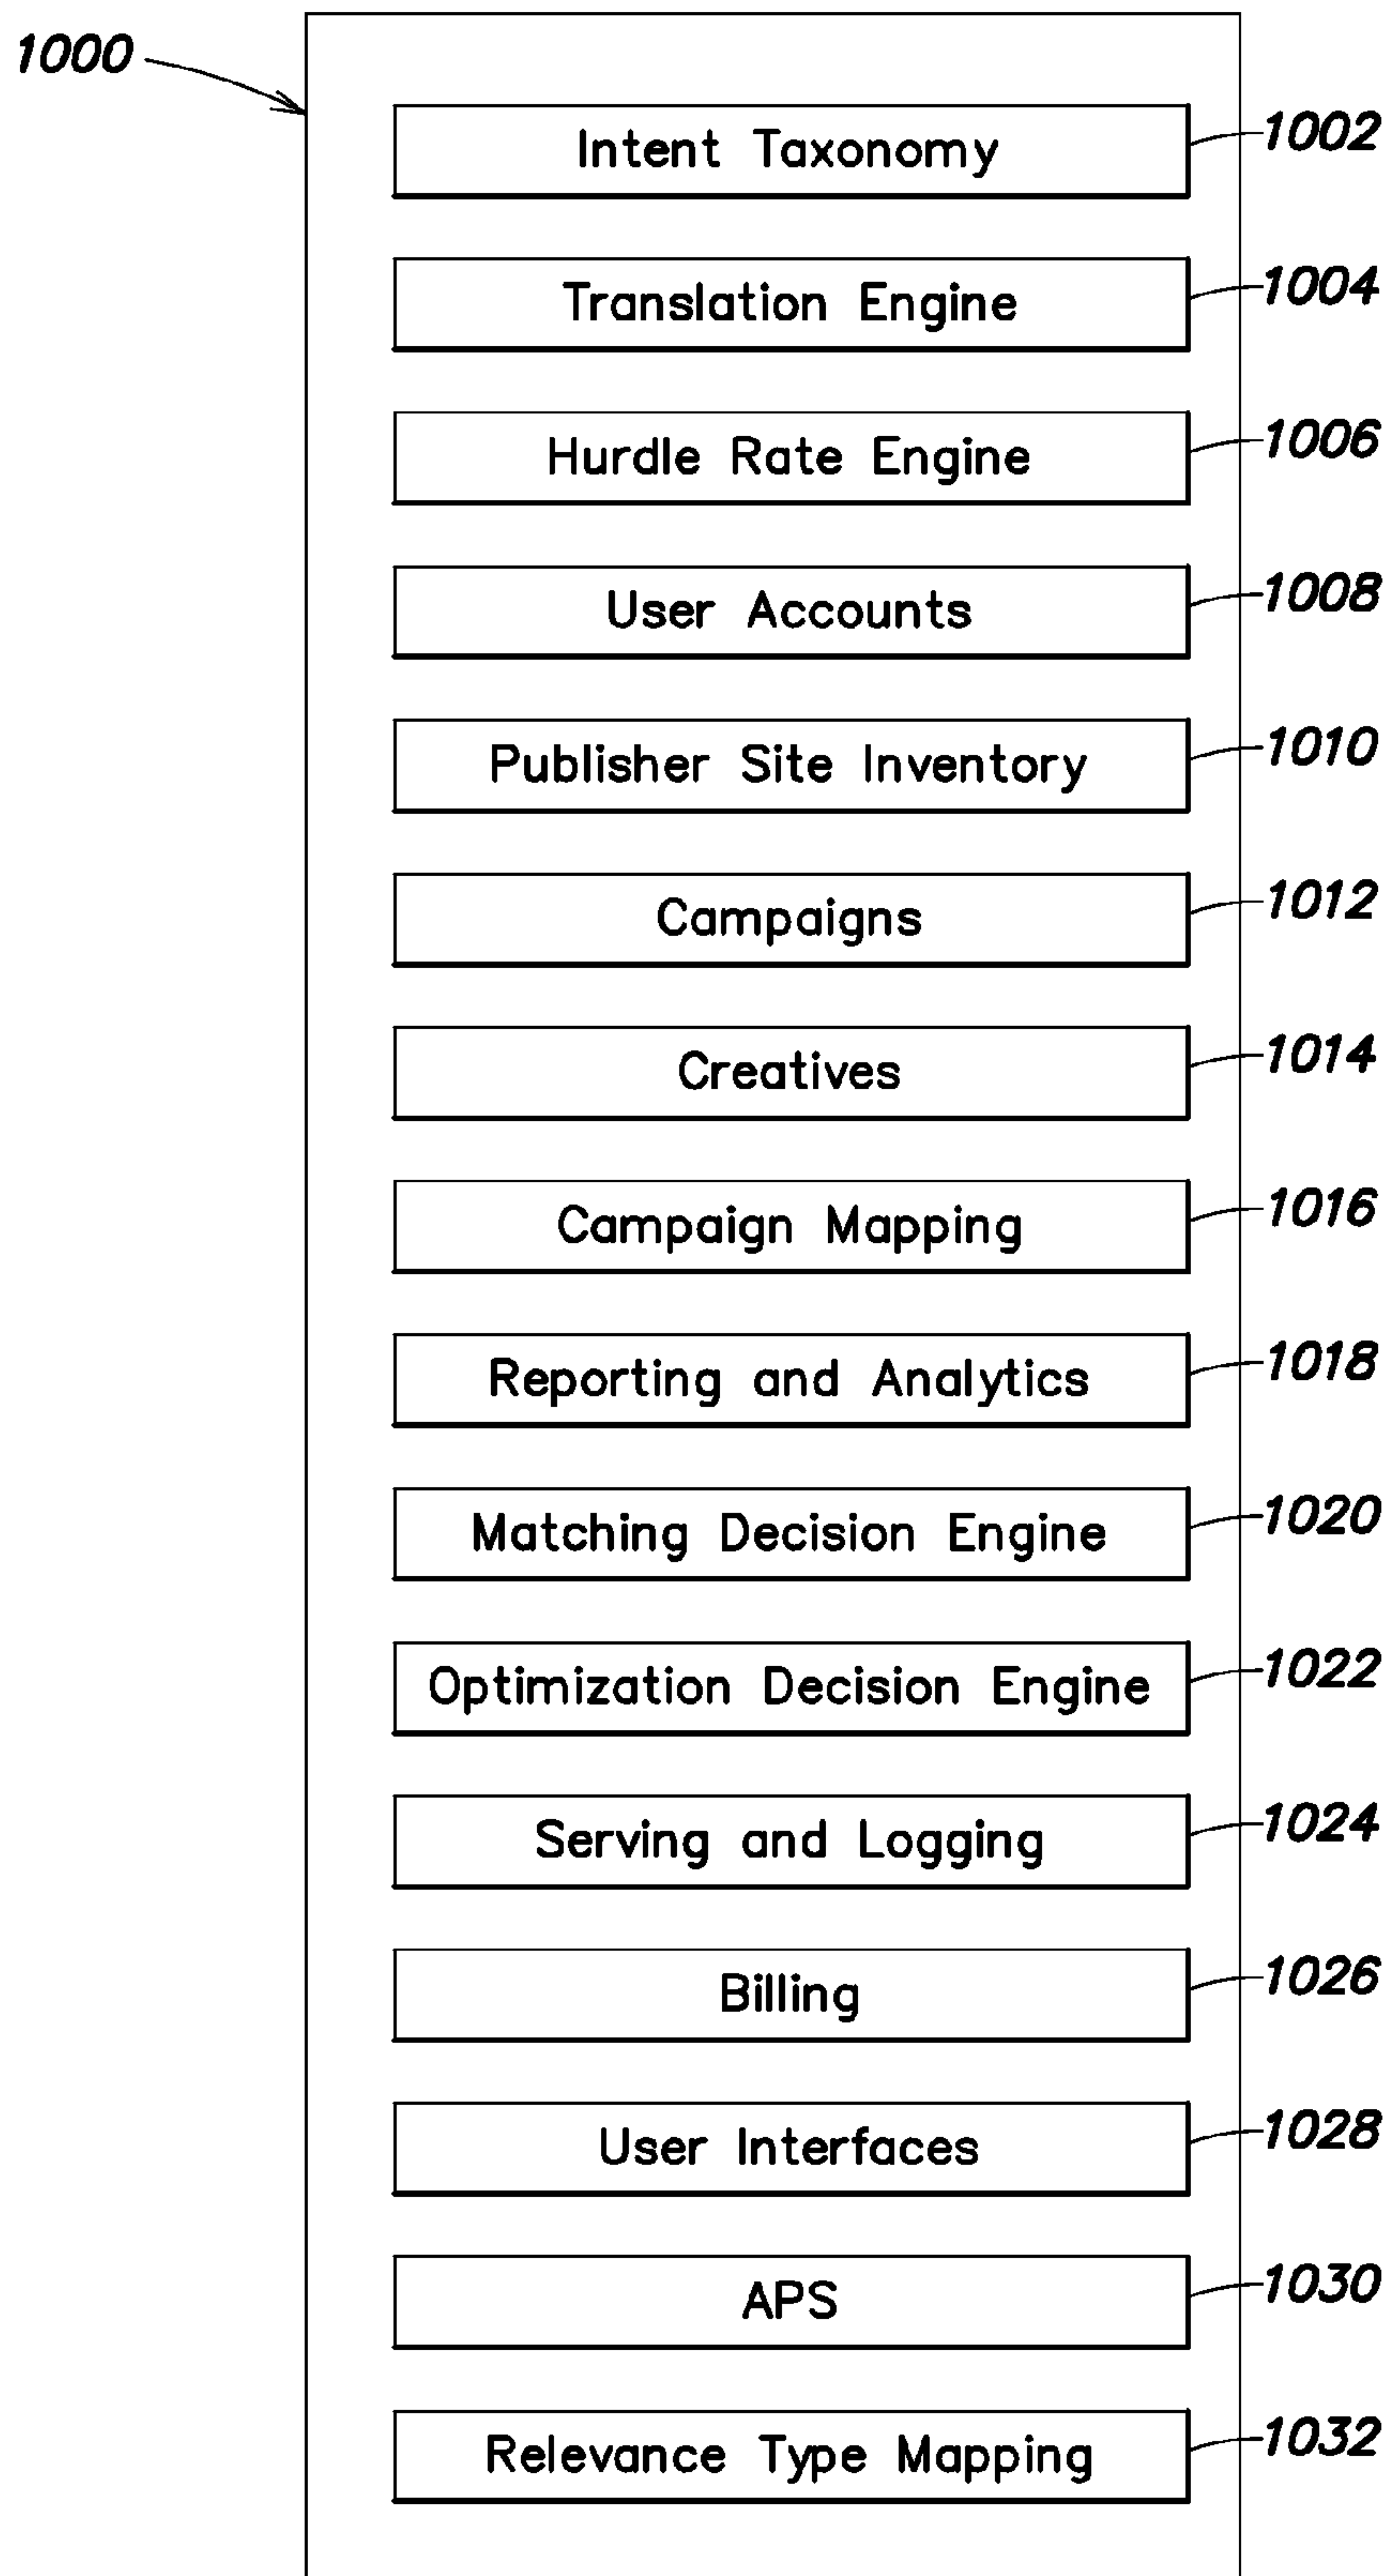 1000
Intent Taxonomy 1002
Translation Engine 1004
Hurdle Rate Engine 1006
User Accounts 1008
Publisher Site Inventory 1010
Campaigns 1012
Creatives 1014
Campaign Mapping 1016
Reporting and Analytics 1018
Matching Decision Engine 1020
Optimization Decision Engine 1022
Serving and Logging 1024
Billing 1026
User Interfaces 1028
APS 1030
Relevance Type Mapping 1032